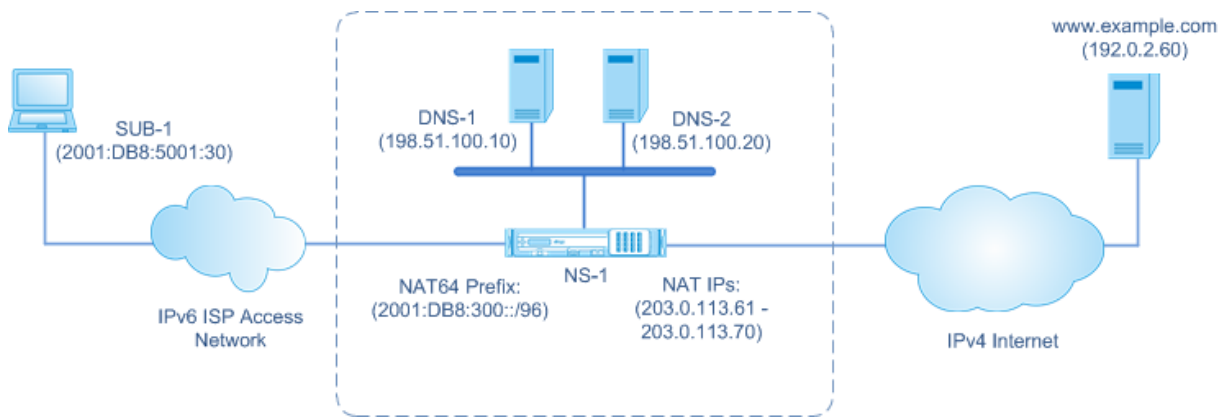 www.example.com
(192.0.2.60)
SUB-1
(2001:DB8:5001:30)
DNS-1
(198.51.100.10)
DNS-2
(198.51.100.20)
NS-1
NAT64 Prefix:
(2001:DB8:300::/96)
NAT IPs:
(203.0.113.61 -
203.0.113.70)
IPv6 ISP Access
Network
IPv4 Internet